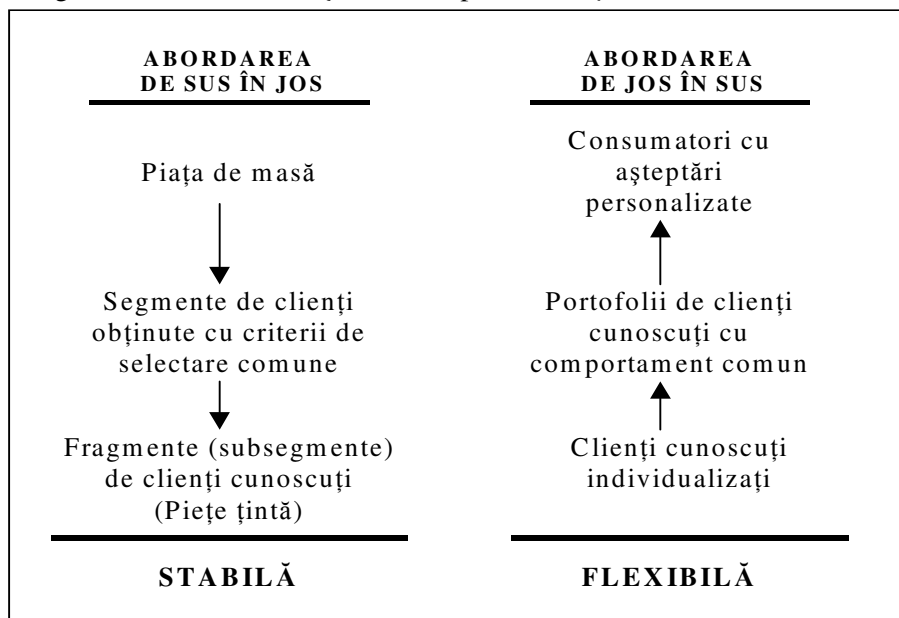 ABORDAREA
DE SUS ÎN JOS
Piața de masă
Segmente de clienți
obținute cu criterii de
selectare comune
Fragmente (subsegmente)
de clienți cunoscuți
(Piețe țintă)
STABILĂ
ABORDAREA
DE JOS ÎN SUS
Consumatori cu
aşteptări
personalizate
Portofolii de clienți
cunoscuți cu
comportament comun
Clienți cunoscuți
individualizați
FLEXIBILĂ